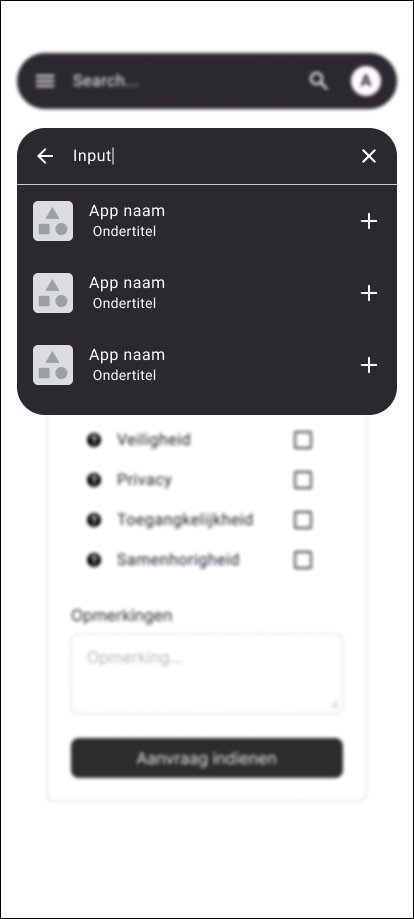 Search...
A
Input
App naam
Ondertitel
App naam
Ondertitel
App naam
Ondertitel
Veiligheid
Privacy
Toegangkelijkheid
Samenhorigheid
Opmerkingen
Opmerking...
Aanvraag indienen